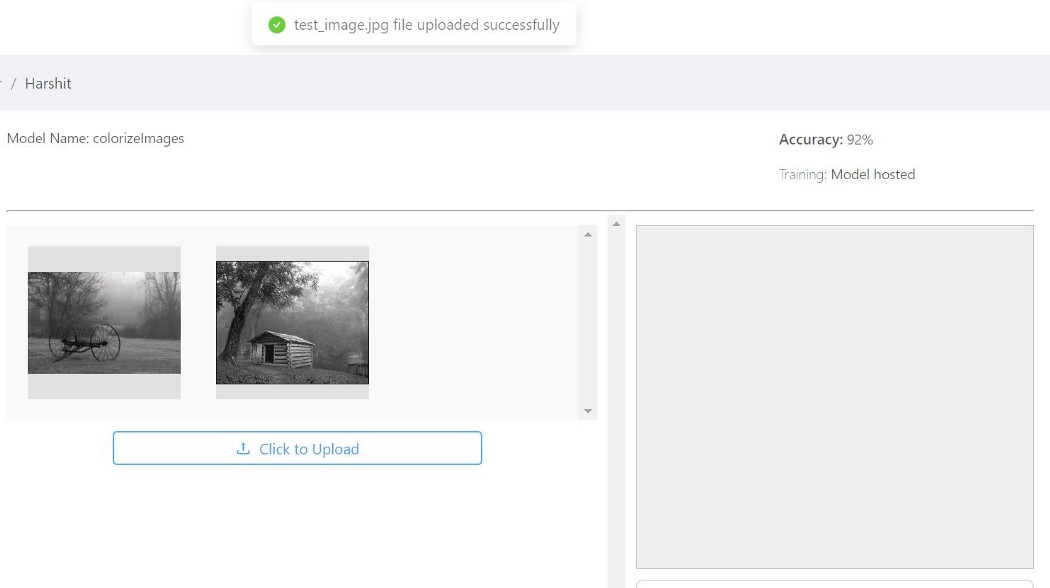 test_image.jpg file uploaded successfully
/ Harshit
Model Name: colorizeImages
Accuracy: 92%
Training: Model hosted
Click to Upload